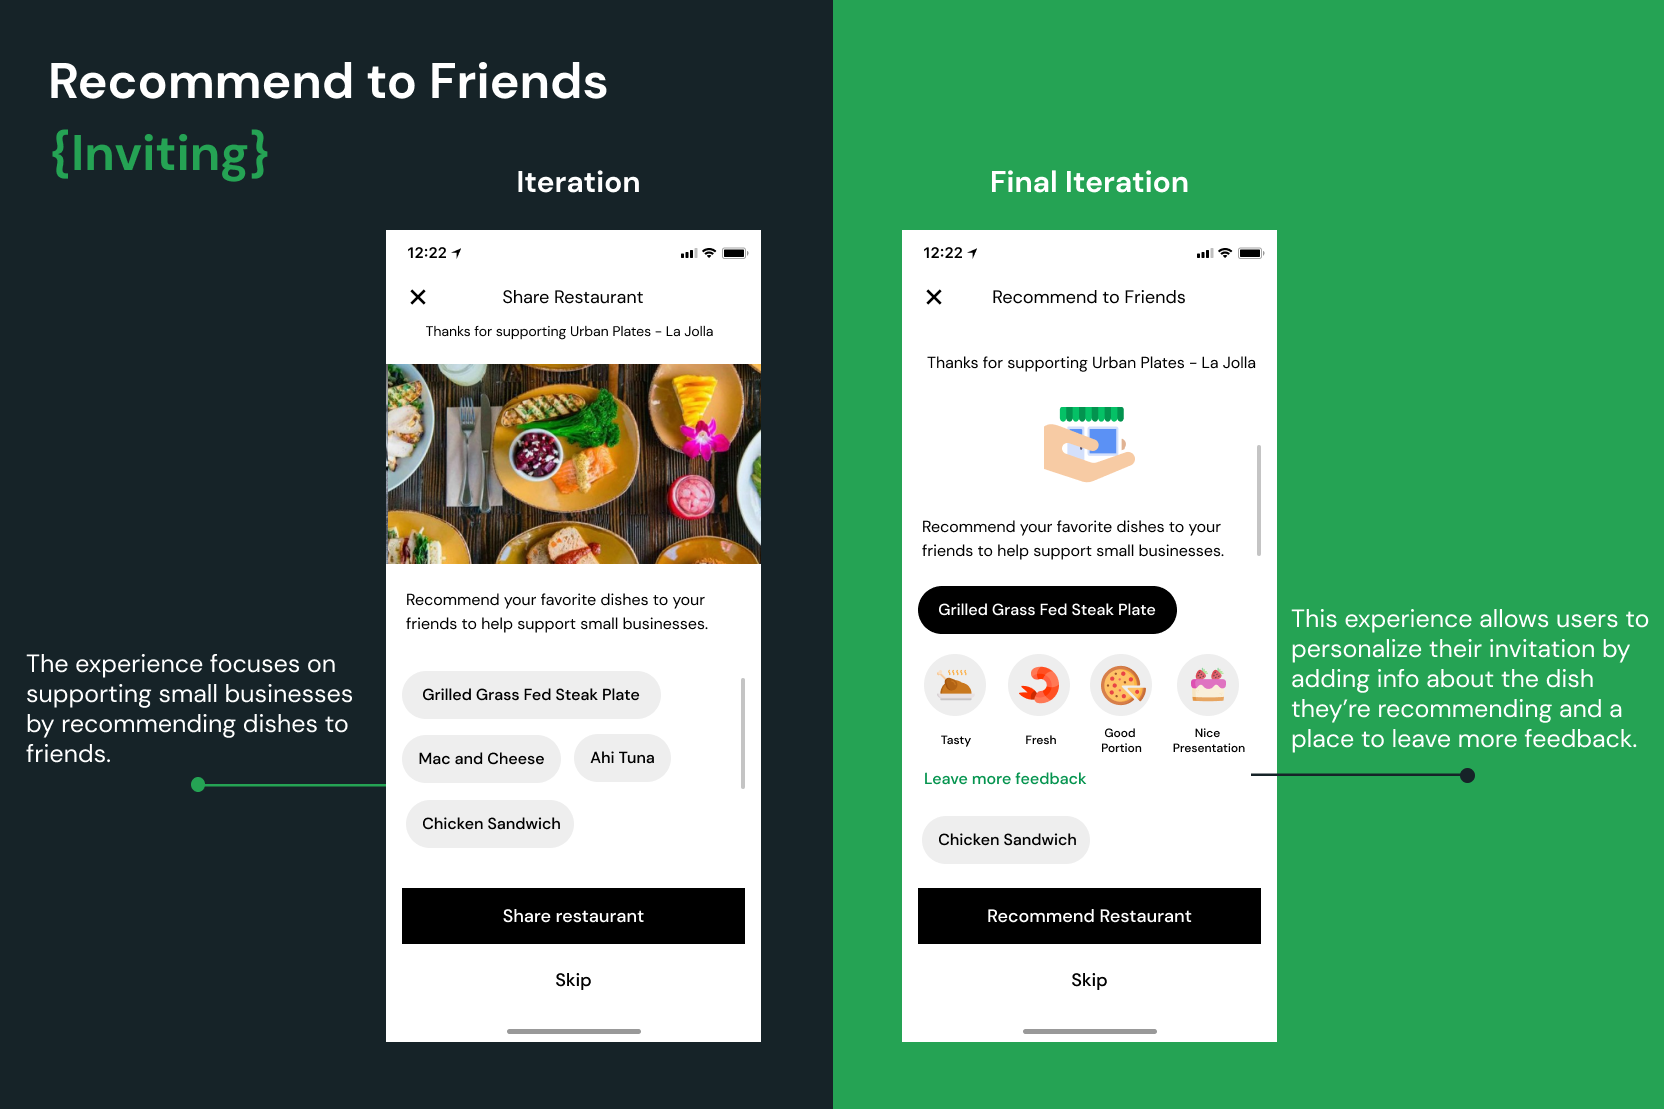 Recommend to Friends
{Inviting}
Iteration
12:22
Share Restaurant
Thanks for supporting Urban Plates - La Jolla
Recommend your favorite dishes to your
friends to help support small businesses.
Grilled Grass Fed Steak Plate
Mac and Cheese
Ahi Tuna
Chicken Sandwich
Share restaurant
Skip
The experience focuses on
supporting small businesses
by recommending dishes to
friends.
Final Iteration
12:22
Recommend to Friends
Thanks for supporting Urban Plates - La Jolla
Recommend your favorite dishes to your
friends to help support small businesses.
Grilled Grass Fed Steak Plate
Tasty
Fresh
Good
Portion
Nice
Presentation
Leave more feedback
Chicken Sandwich
Recommend Restaurant
Skip
This experience allows users to
personalize their invitation by
adding info about the dish
they're recommending and a
place to leave more feedback.